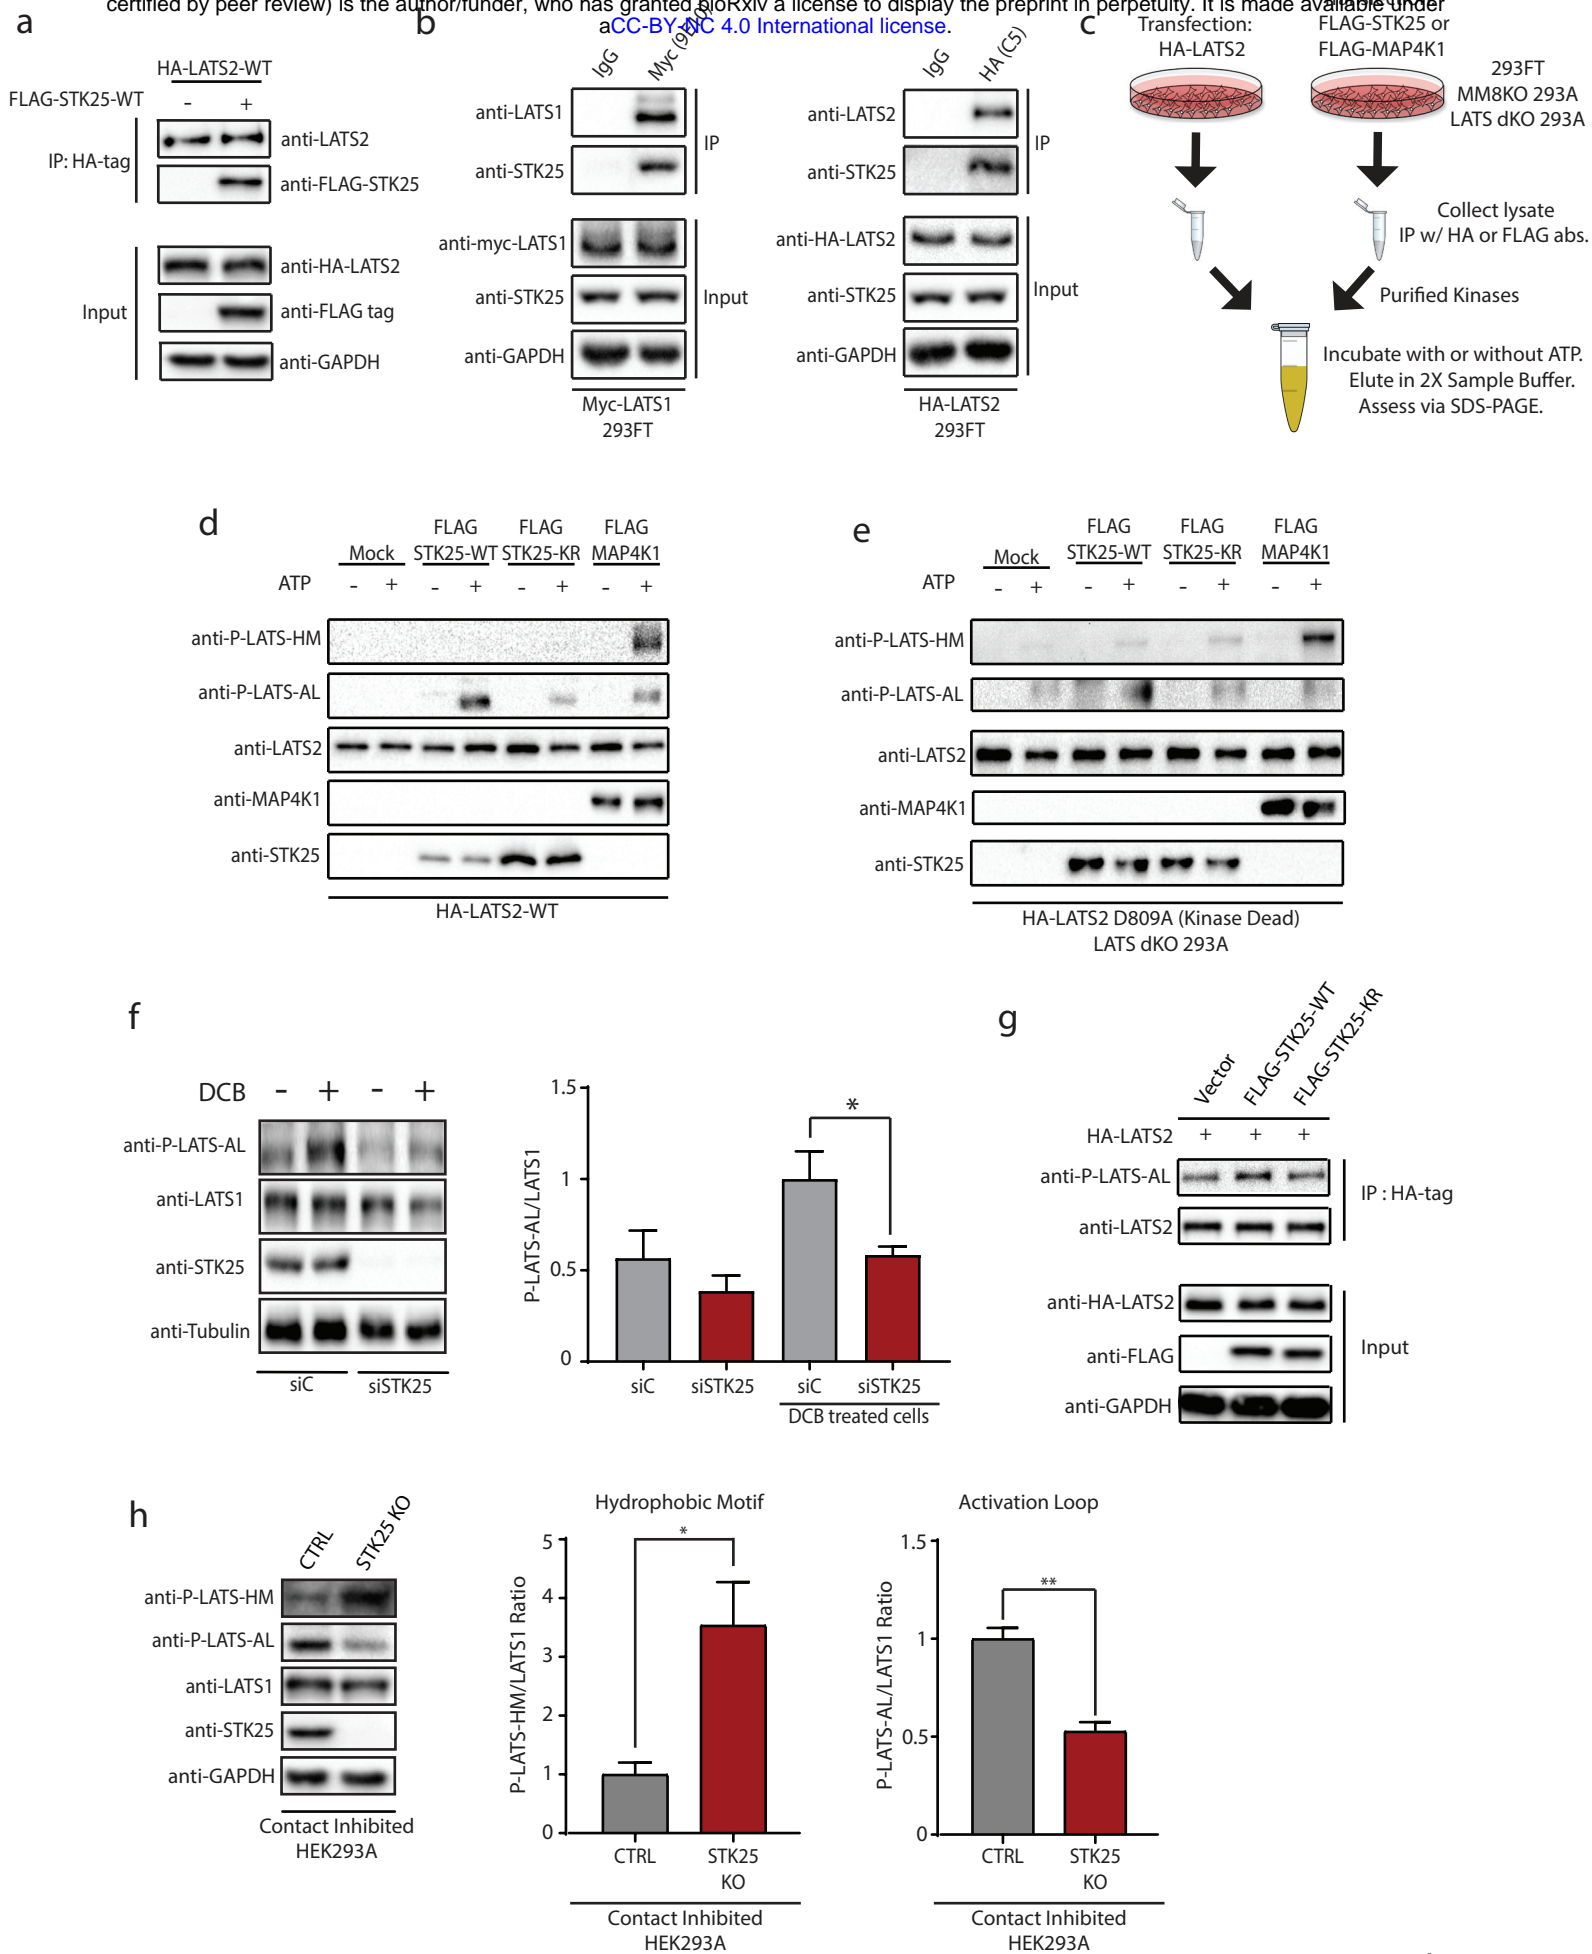 certified by peer review) is the author/funder, who has granted bioRxiv a license to display the preprint in perpetuity. It is made available under
aCC-BY-NC 4.0 International license.
a
HA-LATS2-WT
FLAG-STK25-WT - +
IP: HA-tag
anti-LATS2
anti-FLAG-STK25
Input
anti-HA-LATS2
anti-FLAG tag
anti-GAPDH
b
IgG
Myc (9E10)
anti-LATS1
anti-STK25
IP
anti-myc-LATS1
anti-STK25
anti-GAPDH
Input
Myc-LATS1
293FT
IgG
HA (C5)
anti-LATS2
anti-STK25
IP
anti-HA-LATS2
anti-STK25
anti-GAPDH
Input
HA-LATS2
293FT
c
Transfection:
HA-LATS2
FLAG-STK25 or
FLAG-MAP4K1
293FT
MM8KO 293A
LATS dKO 293A
Collect lysate
IP w/ HA or FLAG abs.
Purified Kinases
Incubate with or without ATP.
Elute in 2X Sample Buffer.
Assess via SDS-PAGE.
d
Mock
FLAG
STK25-WT
FLAG
STK25-KR
FLAG
MAP4K1
ATP - + - + - + - +
anti-P-LATS-HM
anti-P-LATS-AL
anti-LATS2
anti-MAP4K1
anti-STK25
HA-LATS2-WT
e
Mock
FLAG
STK25-WT
FLAG
STK25-KR
FLAG
MAP4K1
ATP - + - + - + - +
anti-P-LATS-HM
anti-P-LATS-AL
anti-LATS2
anti-MAP4K1
anti-STK25
HA-LATS2 D809A (Kinase Dead)
LATS dKO 293A
f
DCB - + - +
anti-P-LATS-AL
anti-LATS1
anti-STK25
anti-Tubulin
siC siSTK25
P-LATS-AL/LATS1
1.5
1
0.5
0
*
siC siSTK25 siC siSTK25
DCB treated cells
g
Vector
FLAG-STK25-WT
FLAG-STK25-KR
HA-LATS2 + + +
anti-P-LATS-AL
anti-LATS2
IP : HA-tag
anti-HA-LATS2
anti-FLAG
anti-GAPDH
Input
h
CTRL
STK25 KO
anti-P-LATS-HM
anti-P-LATS-AL
anti-LATS1
anti-STK25
anti-GAPDH
Contact Inhibited
HEK293A
Hydrophobic Motif
P-LATS-HM/LATS1 Ratio
5
4
3
2
1
0
*
CTRL STK25
KO
Contact Inhibited
HEK293A
Activation Loop
P-LATS-AL/LATS1 Ratio
1.5
1
0.5
0
**
CTRL STK25
KO
Contact Inhibited
HEK293A